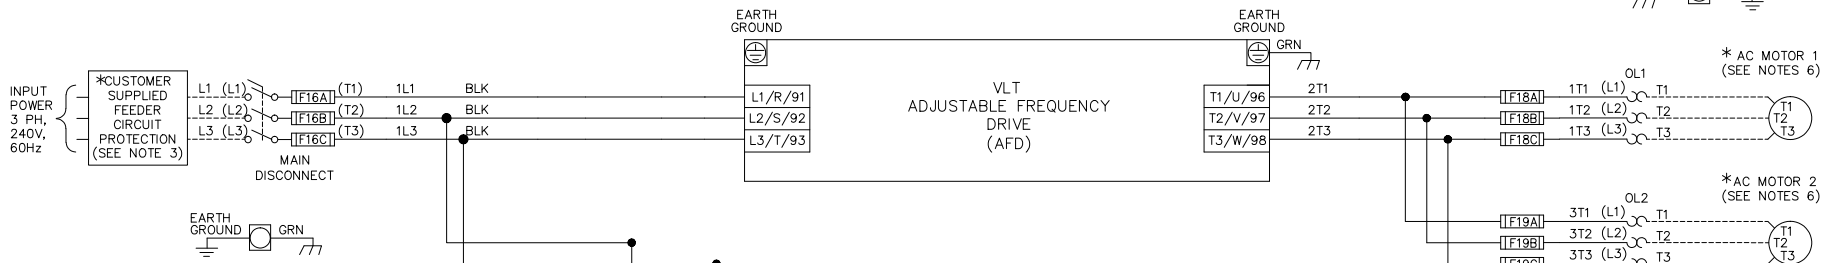 EARTH
GROUND
EARTH
GROUND
GRN
INPUT
POWER
3 PH,
240V,
60Hz
*CUSTOMER
SUPPLIED
FEEDER
CIRCUIT
PROTECTION
(SEE NOTE 3)
L1 (L1) F16A (T1) 1L1 BLK
L2 (L2) F16B (T2) 1L2 BLK
L3 (L3) F16C (T3) 1L3 BLK
MAIN
DISCONNECT
L1/R/91
L2/S/92
L3/T/93
VLT
ADJUSTABLE FREQUENCY
DRIVE
(AFD)
T1/U/96
T2/V/97
T3/W/98
2T1
2T2
2T3
* AC MOTOR 1
(SEE NOTES 6)
OL1
F18A 1T1 (L1) T1
F18B 1T2 (L2) T2
F18C 1T3 (L3) T3
T1
T2
T3
* AC MOTOR 2
(SEE NOTES 6)
OL2
F19A 3T1 (L1) T1
F19B 3T2 (L2) T2
3T3 (L3) T3
T1
T2
T3
EARTH
GROUND
GRN